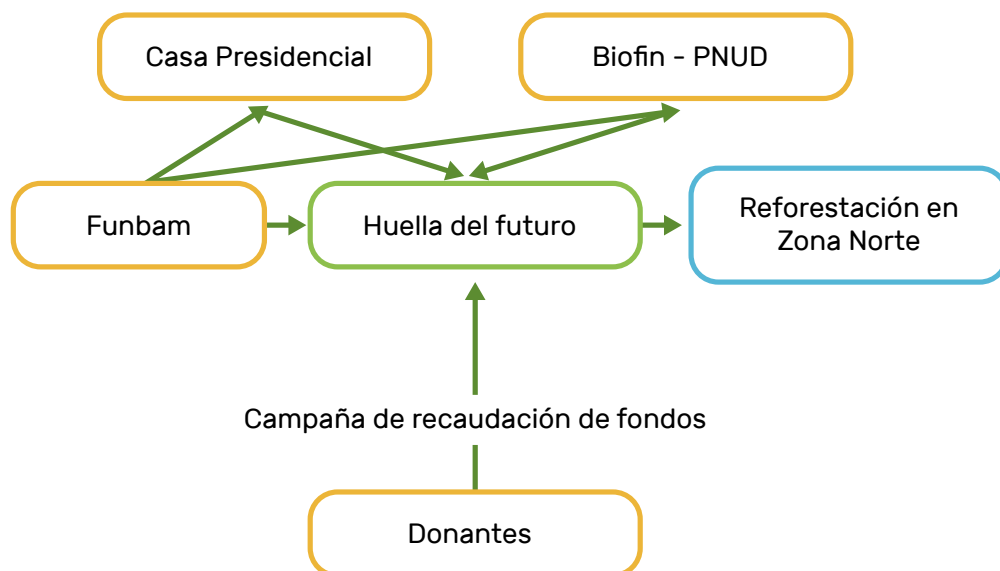 Casa Presidencial
Biofin - PNUD
Funbam
Huella del futuro
Reforestación en
Zona Norte
Campaña de recaudación de fondos
Donantes